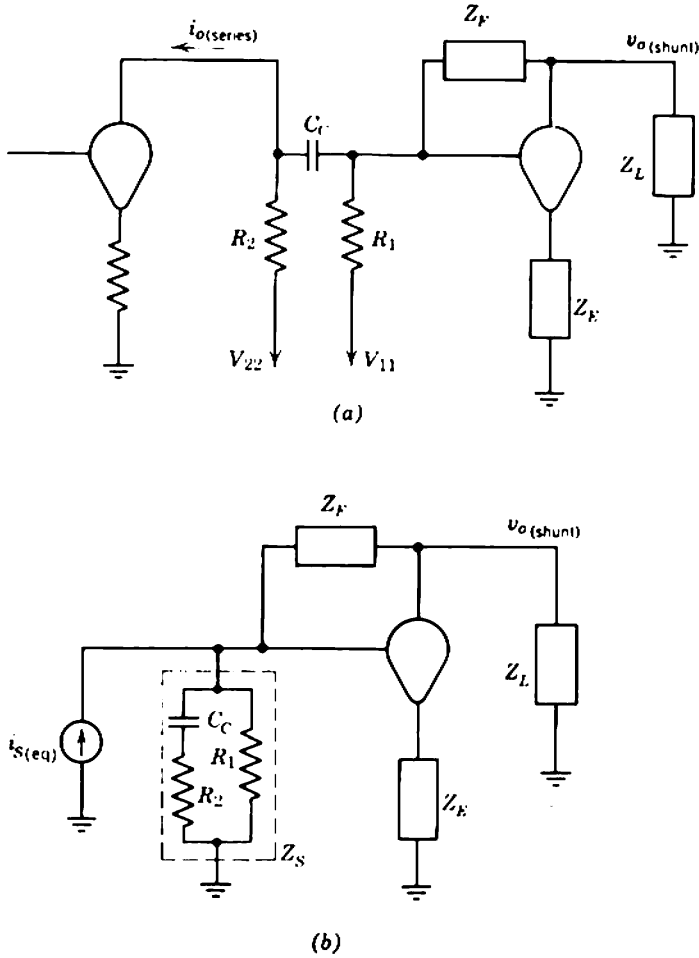 i_o(series)
Z_F
v_o(shunt)
C_C
Z_L
R_2
R_1
Z_E
V_22
V_11
(a)
Z_F
v_o(shunt)
Z_L
C_C
i_S(eq)
R_1
R_2
Z_E
Z_S
(b)